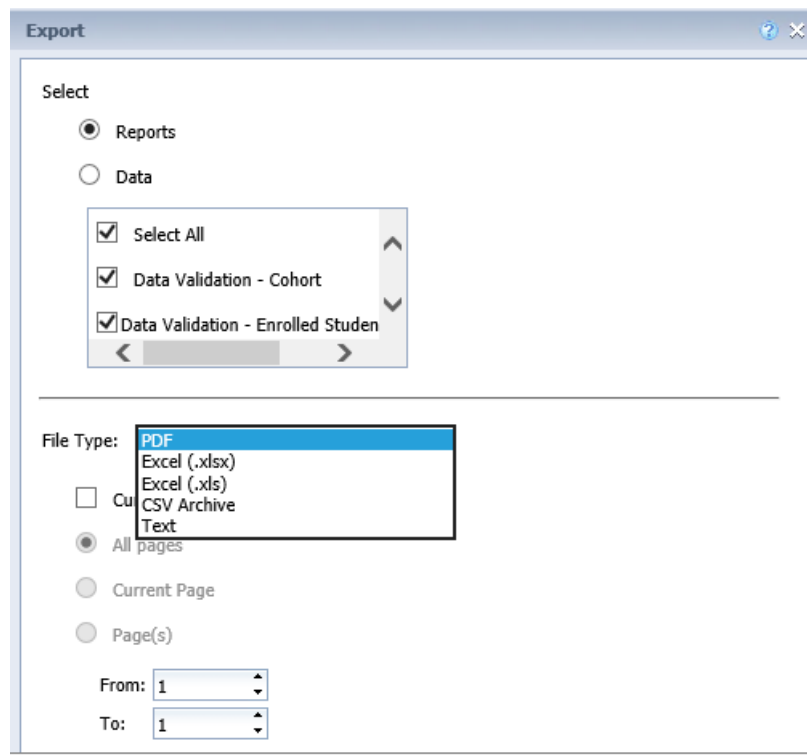 Export
Select
Reports
Data
Select All
Data Validation - Cohort
Data Validation - Enrolled Studen
File Type:
PDF
Excel (.xlsx)
Excel (.xls)
CSV Archive
Text
All pages
Current Page
Page(s)
From: 1
To: 1